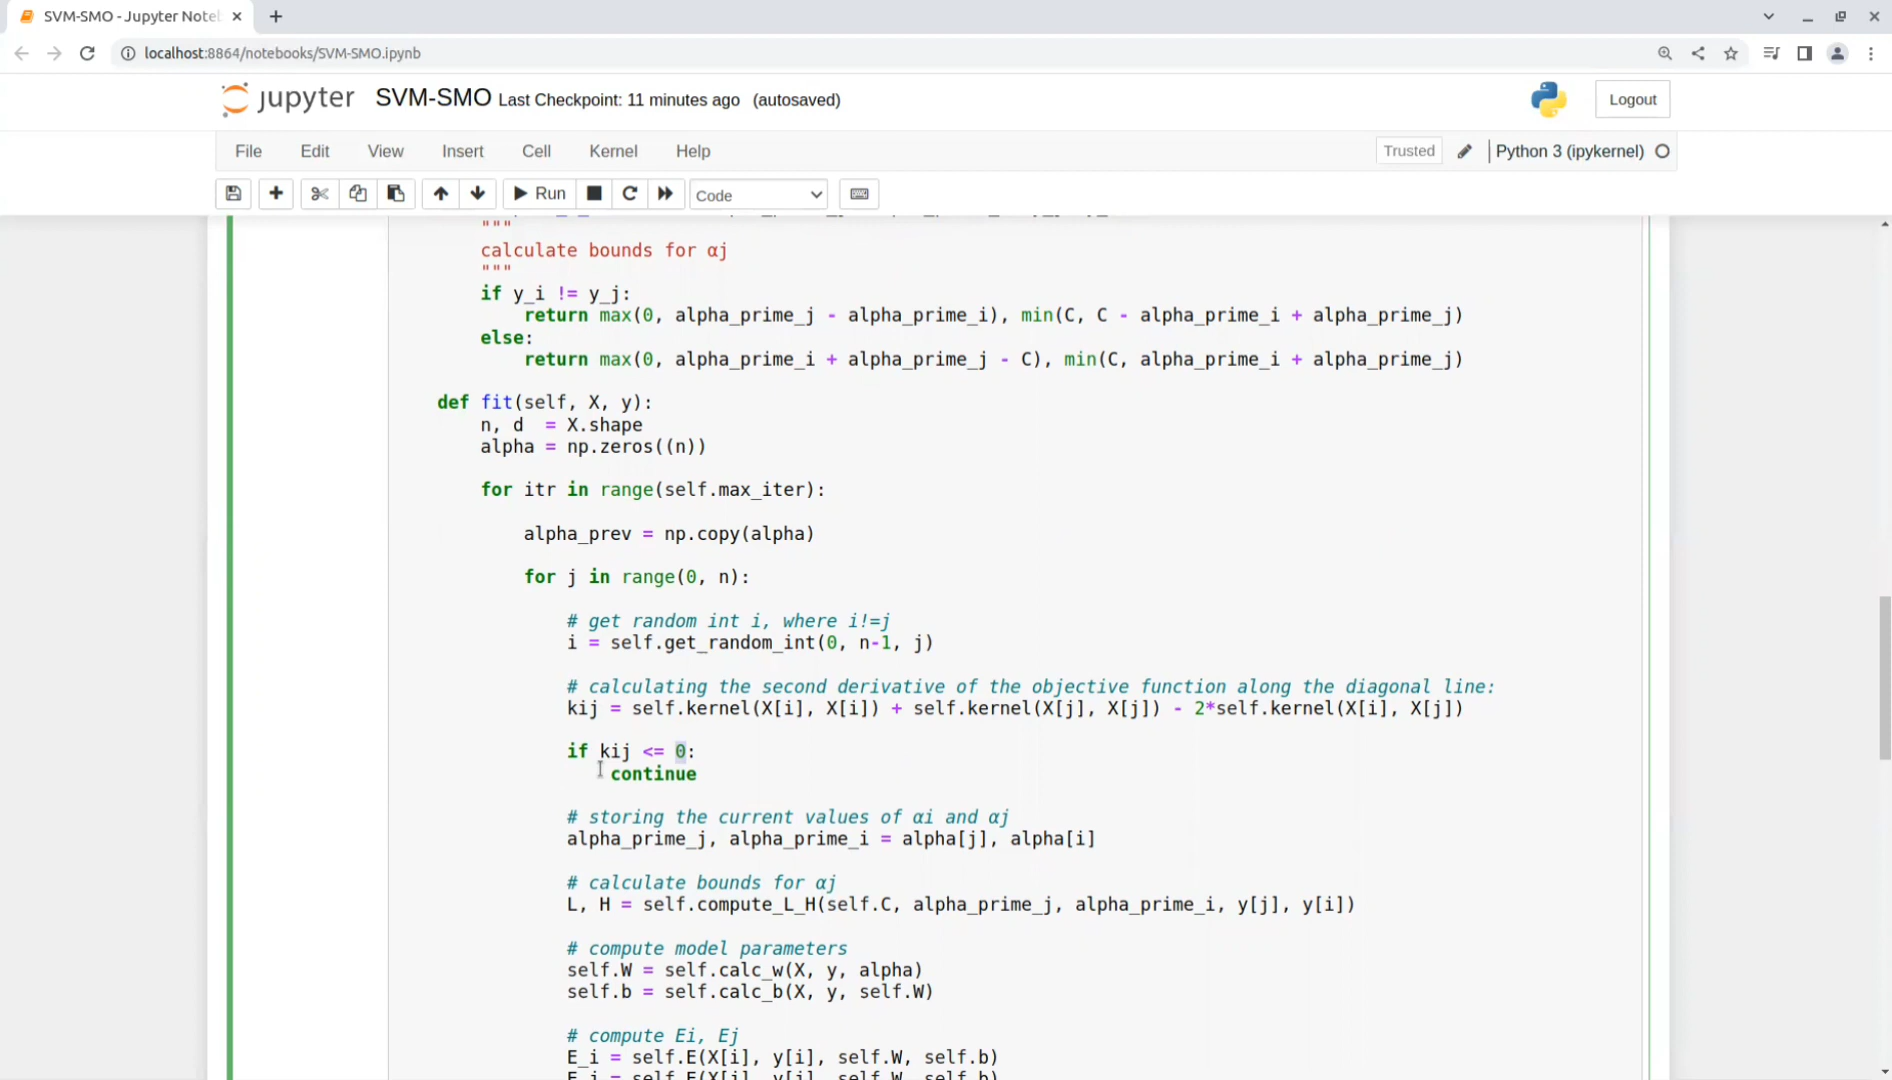 SVM-SMO - Jupyter Note
localhost:8864/notebooks/SVM-SMO.ipynb
jupyter SVM-SMO Last Checkpoint: 11 minutes ago (autosaved)
Logout
File Edit View Insert Cell Kernel Help
Trusted Python 3 (ipykernel)
Run Code
"""
calculate bounds for αj
"""
if y_i != y_j:
return max(0, alpha_prime_j - alpha_prime_i), min(C, C - alpha_prime_i + alpha_prime_j)
else:
return max(0, alpha_prime_i + alpha_prime_j - C), min(C, alpha_prime_i + alpha_prime_j)
def fit(self, X, y):
n, d = X.shape
alpha = np.zeros((n))
for itr in range(self.max_iter):
alpha_prev = np.copy(alpha)
for j in range(0, n):
# get random int i, where i!=j
i = self.get_random_int(0, n-1, j)
# calculating the second derivative of the objective function along the diagonal line:
kij = self.kernel(X[i], X[i]) + self.kernel(X[j], X[j]) - 2*self.kernel(X[i], X[j])
if kij <= 0:
continue
# storing the current values of αi and αj
alpha_prime_j, alpha_prime_i = alpha[j], alpha[i]
# calculate bounds for αj
L, H = self.compute_L_H(self.C, alpha_prime_j, alpha_prime_i, y[j], y[i])
# compute model parameters
self.W = self.calc_w(X, y, alpha)
self.b = self.calc_b(X, y, self.W)
# compute Ei, Ej
E_i = self.E(X[i], y[i], self.W, self.b)